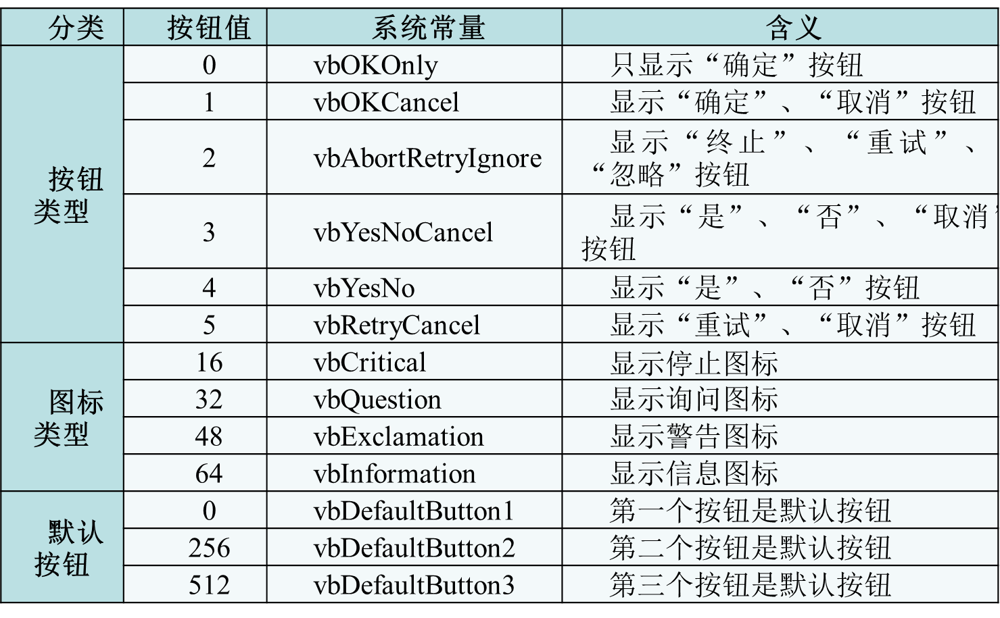 分类 按钮值 系统常量 含义
按钮类型 0 vbOKOnly 只显示“确定”按钮
1 vbOKCancel 显示“确定”、“取消”按钮
2 vbAbortRetryIgnore 显示“终止”、“重试”、
“忽略”按钮
3 vbYesNoCancel 显示“是”、“否”、“取消”
按钮
4 vbYesNo 显示“是”、“否”按钮
5 vbRetryCancel 显示“重试”、“取消”按钮
图标类型 16 vbCritical 显示停止图标
32 vbQuestion 显示询问图标
48 vbExclamation 显示警告图标
64 vbInformation 显示信息图标
默认按钮 0 vbDefaultButton1 第一个按钮是默认按钮
256 vbDefaultButton2 第二个按钮是默认按钮
512 vbDefaultButton3 第三个按钮是默认按钮